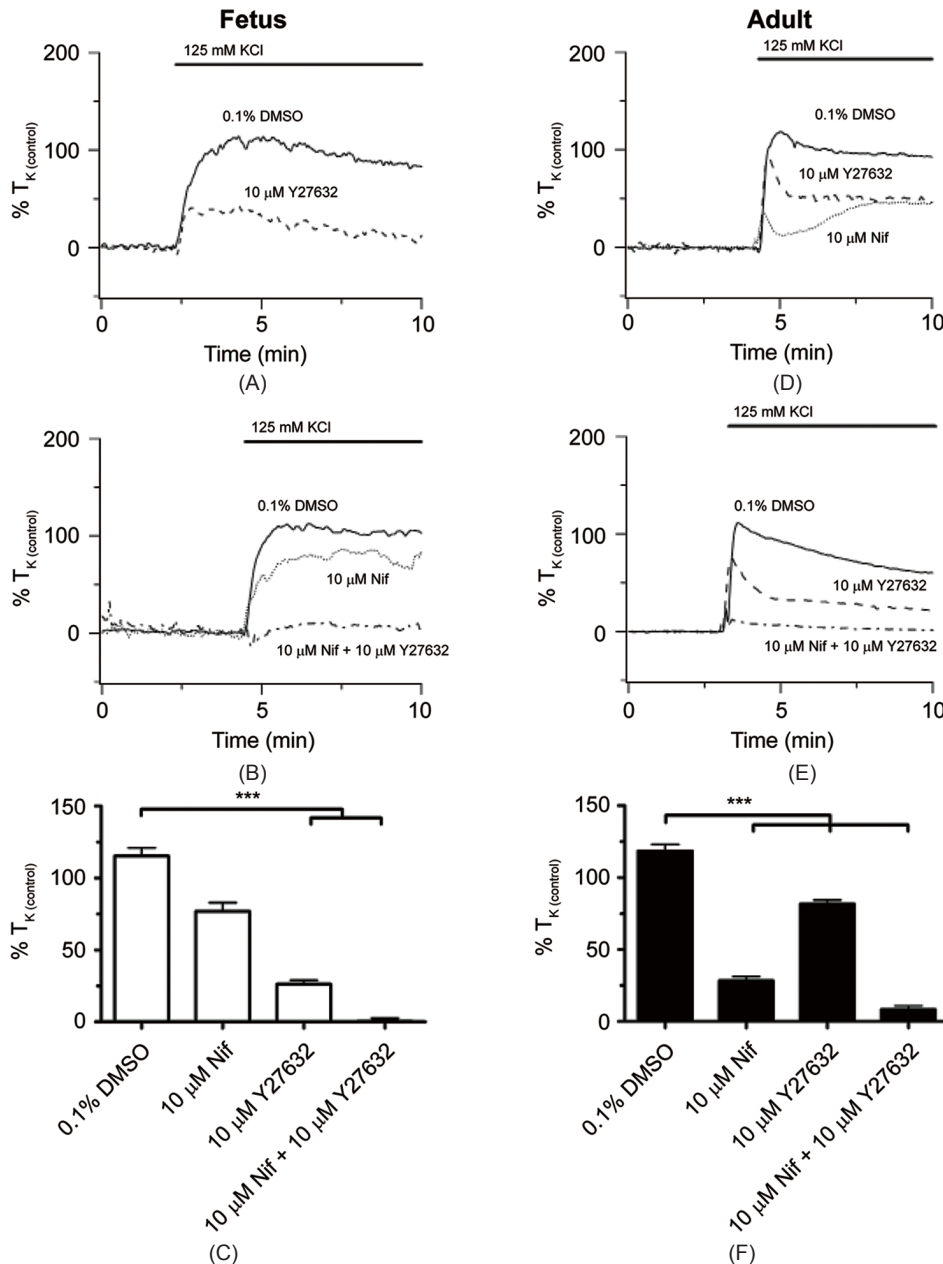 Fetus
125 mM KCl
200
100
0
% T K (control)
0.1% DMSO
10 µM Y27632
0
5
10
Time (min)
(A)
125 mM KCl
200
100
0
% T K (control)
0.1% DMSO
10 µM Nif
10 µM Nif + 10 µM Y27632
0
5
10
Time (min)
(B)
150
100
50
0
% T K (control)
***
0.1% DMSO
10 µM Nif
10 µM Y27632
10 µM Nif + 10 µM Y27632
(C)
Adult
125 mM KCl
200
100
0
% T K (control)
0.1% DMSO
10 µM Y27632
10 µM Nif
0
5
10
Time (min)
(D)
125 mM KCl
200
100
0
% T K (control)
0.1% DMSO
10 µM Y27632
10 µM Nif + 10 µM Y27632
0
5
10
Time (min)
(E)
150
100
50
0
% T K (control)
***
0.1% DMSO
10 µM Nif
10 µM Y27632
10 µM Nif + 10 µM Y27632
(F)